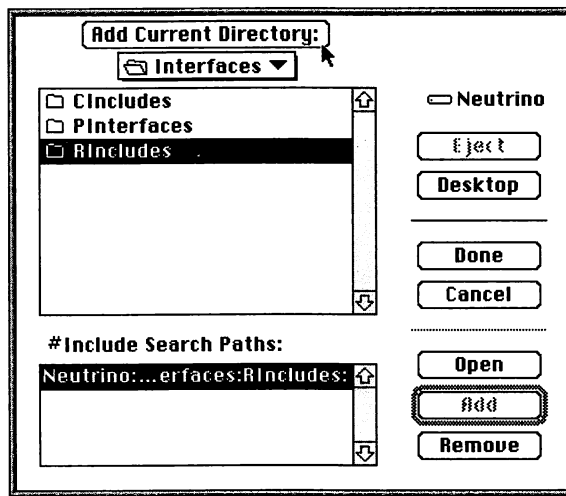 Add Current Directory:
Interfaces
CIncludes
PInterfaces
RIncludes
Neutrino
Eject
Desktop
Done
Cancel
#Include Search Paths:
Neutrino:...erfaces:RIncludes:
Open
Add
Remove